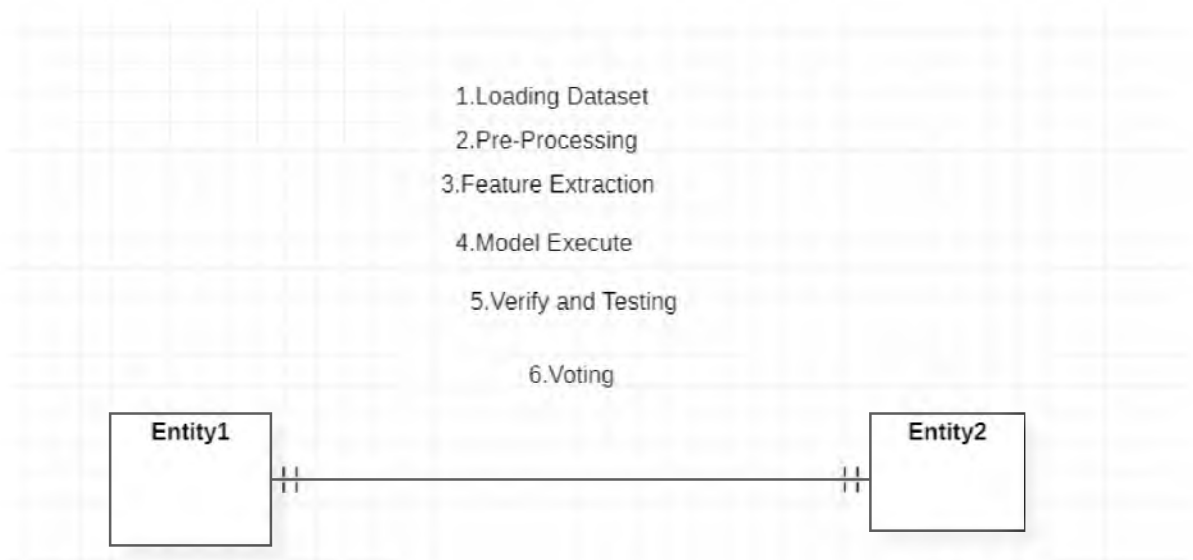 1.Loading Dataset
2.Pre-Processing
3.Feature Extraction
4.Model Execute
5.Verify and Testing
6.Voting
Entity1
Entity2